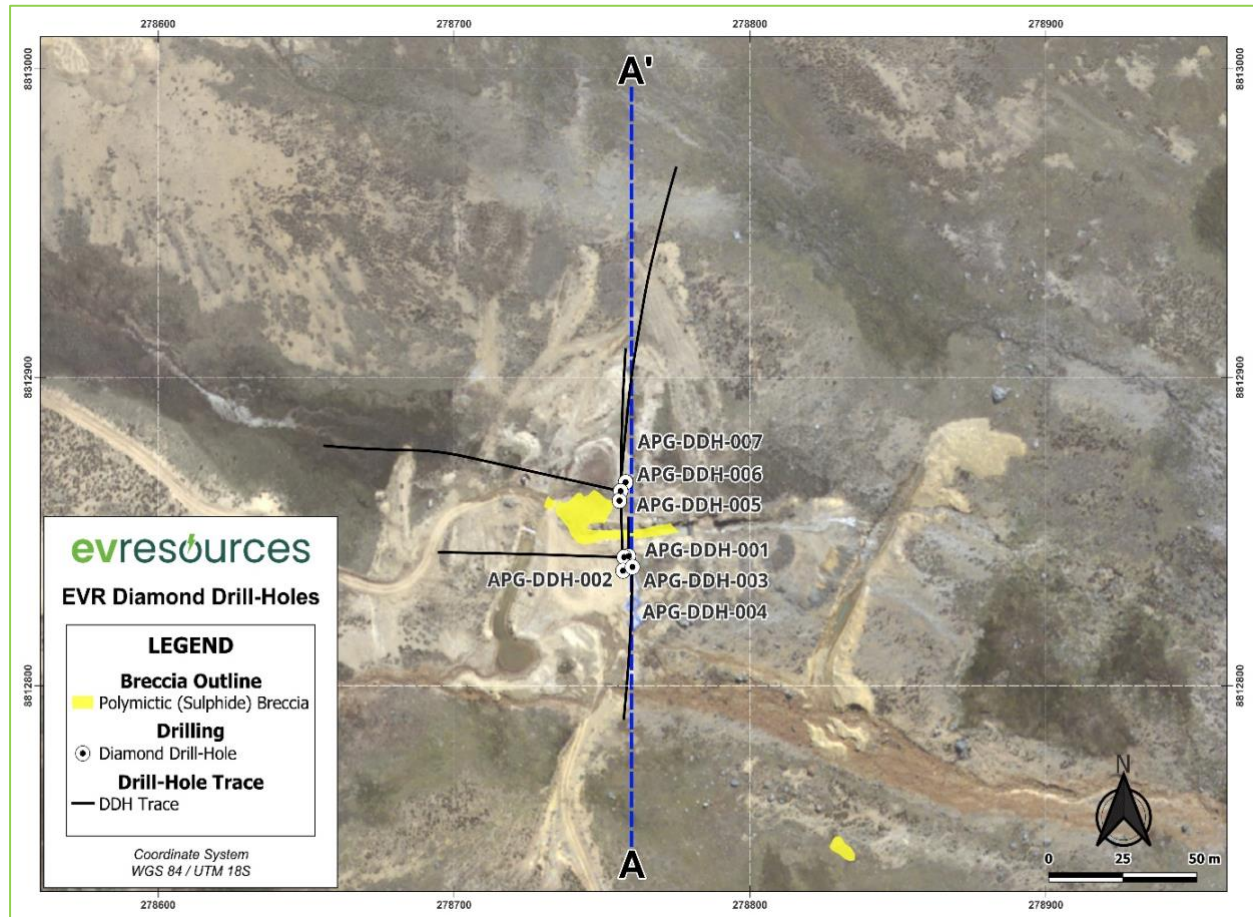 278600
278700
278800
278900
8813000
8813000
A'
8812900
8812900
APG-DDH-007
APG-DDH-006
APG-DDH-005
APG-DDH-001
APG-DDH-002
APG-DDH-003
APG-DDH-004
8812800
8812800
evresources
EVR Diamond Drill-Holes
LEGEND
Breccia Outline
Polymictic (Sulphide) Breccia
Drilling
Diamond Drill-Hole
Drill-Hole Trace
DDH Trace
Coordinate System
WGS 84 / UTM 18S
A
N
0 25 50 m
278600
278700
278800
278900